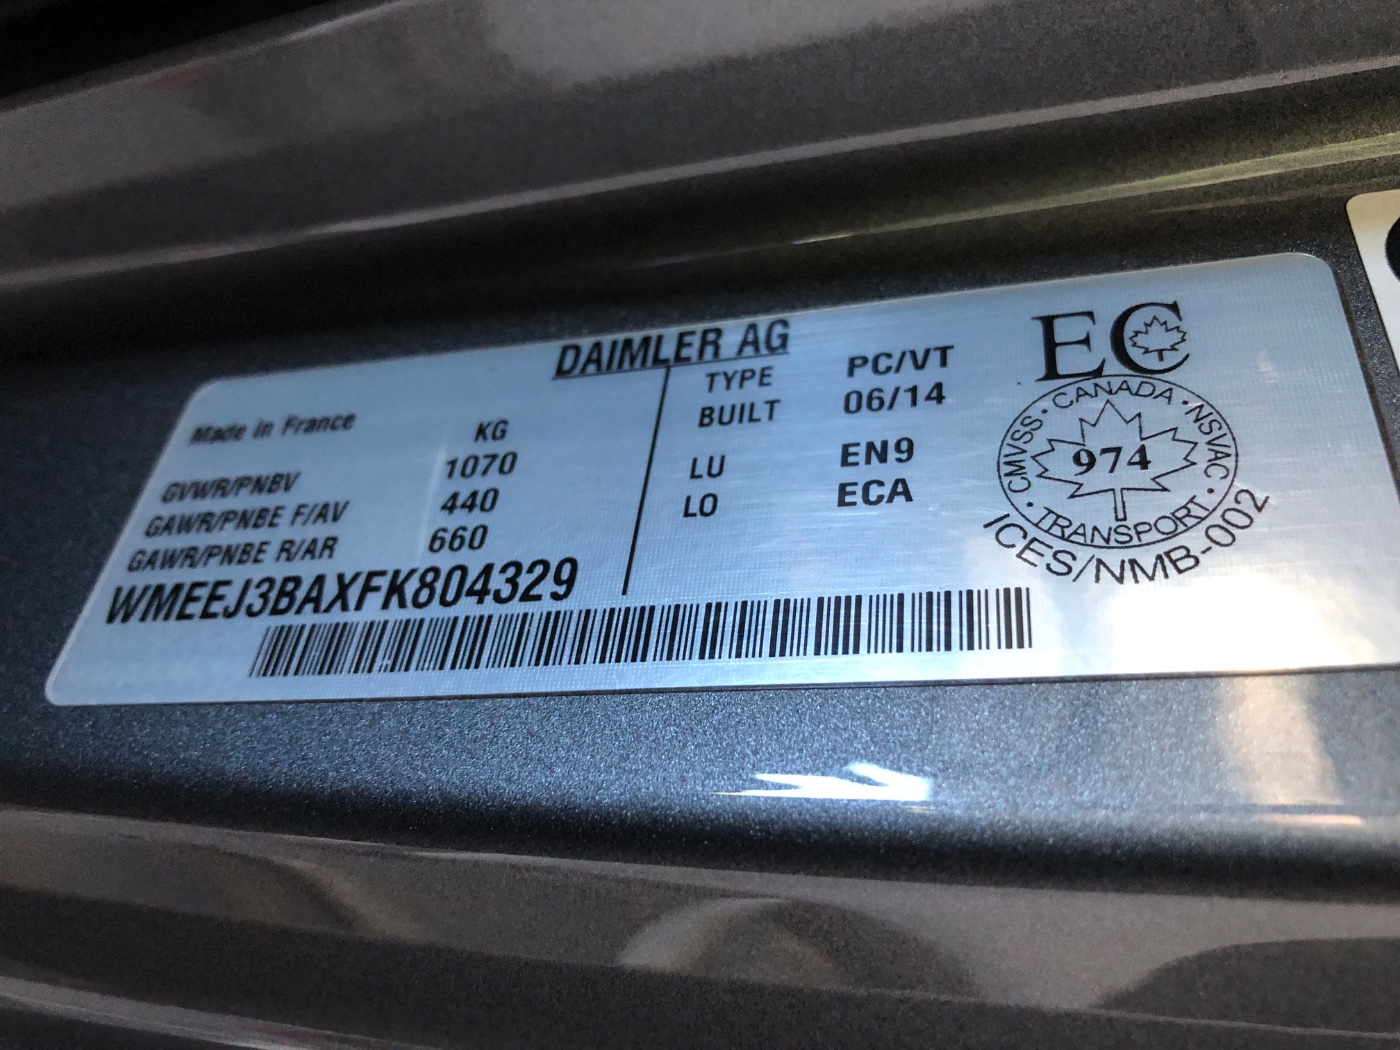 DAIMLER AG
Made in France
KG
GVWR/PNBV 1070
GAWR/PNBE F/AV 440
GAWR/PNBE R/AR 660
WMEEJ3BAXFK804329
TYPE PC/VT
BUILT 06/14
LU EN9
LO ECA
EC
CMVSS · CANADA · NSVAC · TRANSPORT ·
974
ICES/NMB-002